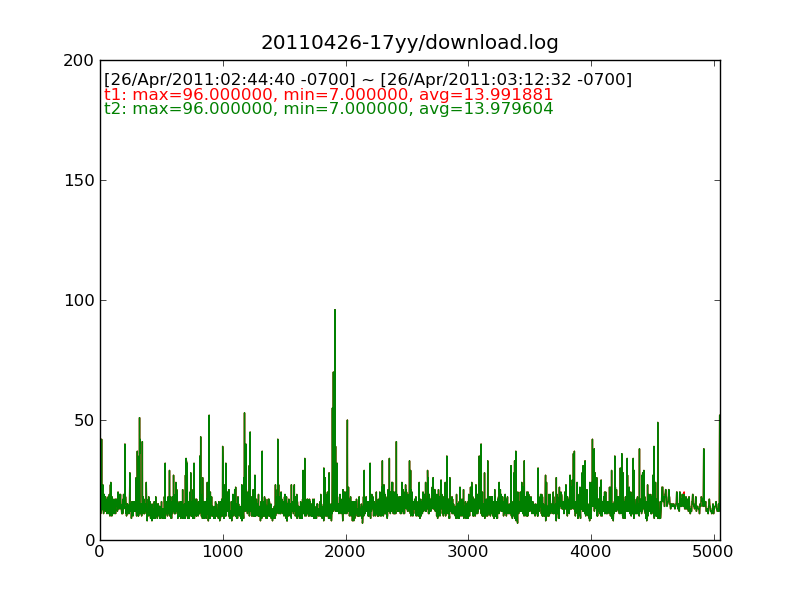 20110426-17yy/download.log
200
[26/Apr/2011:02:44:40 -0700] ~ [26/Apr/2011:03:12:32 -0700]
t1: max=96.000000, min=7.000000, avg=13.991881
t2: max=96.000000, min=7.000000, avg=13.979604
150
100
50
0
0 1000 2000 3000 4000 5000